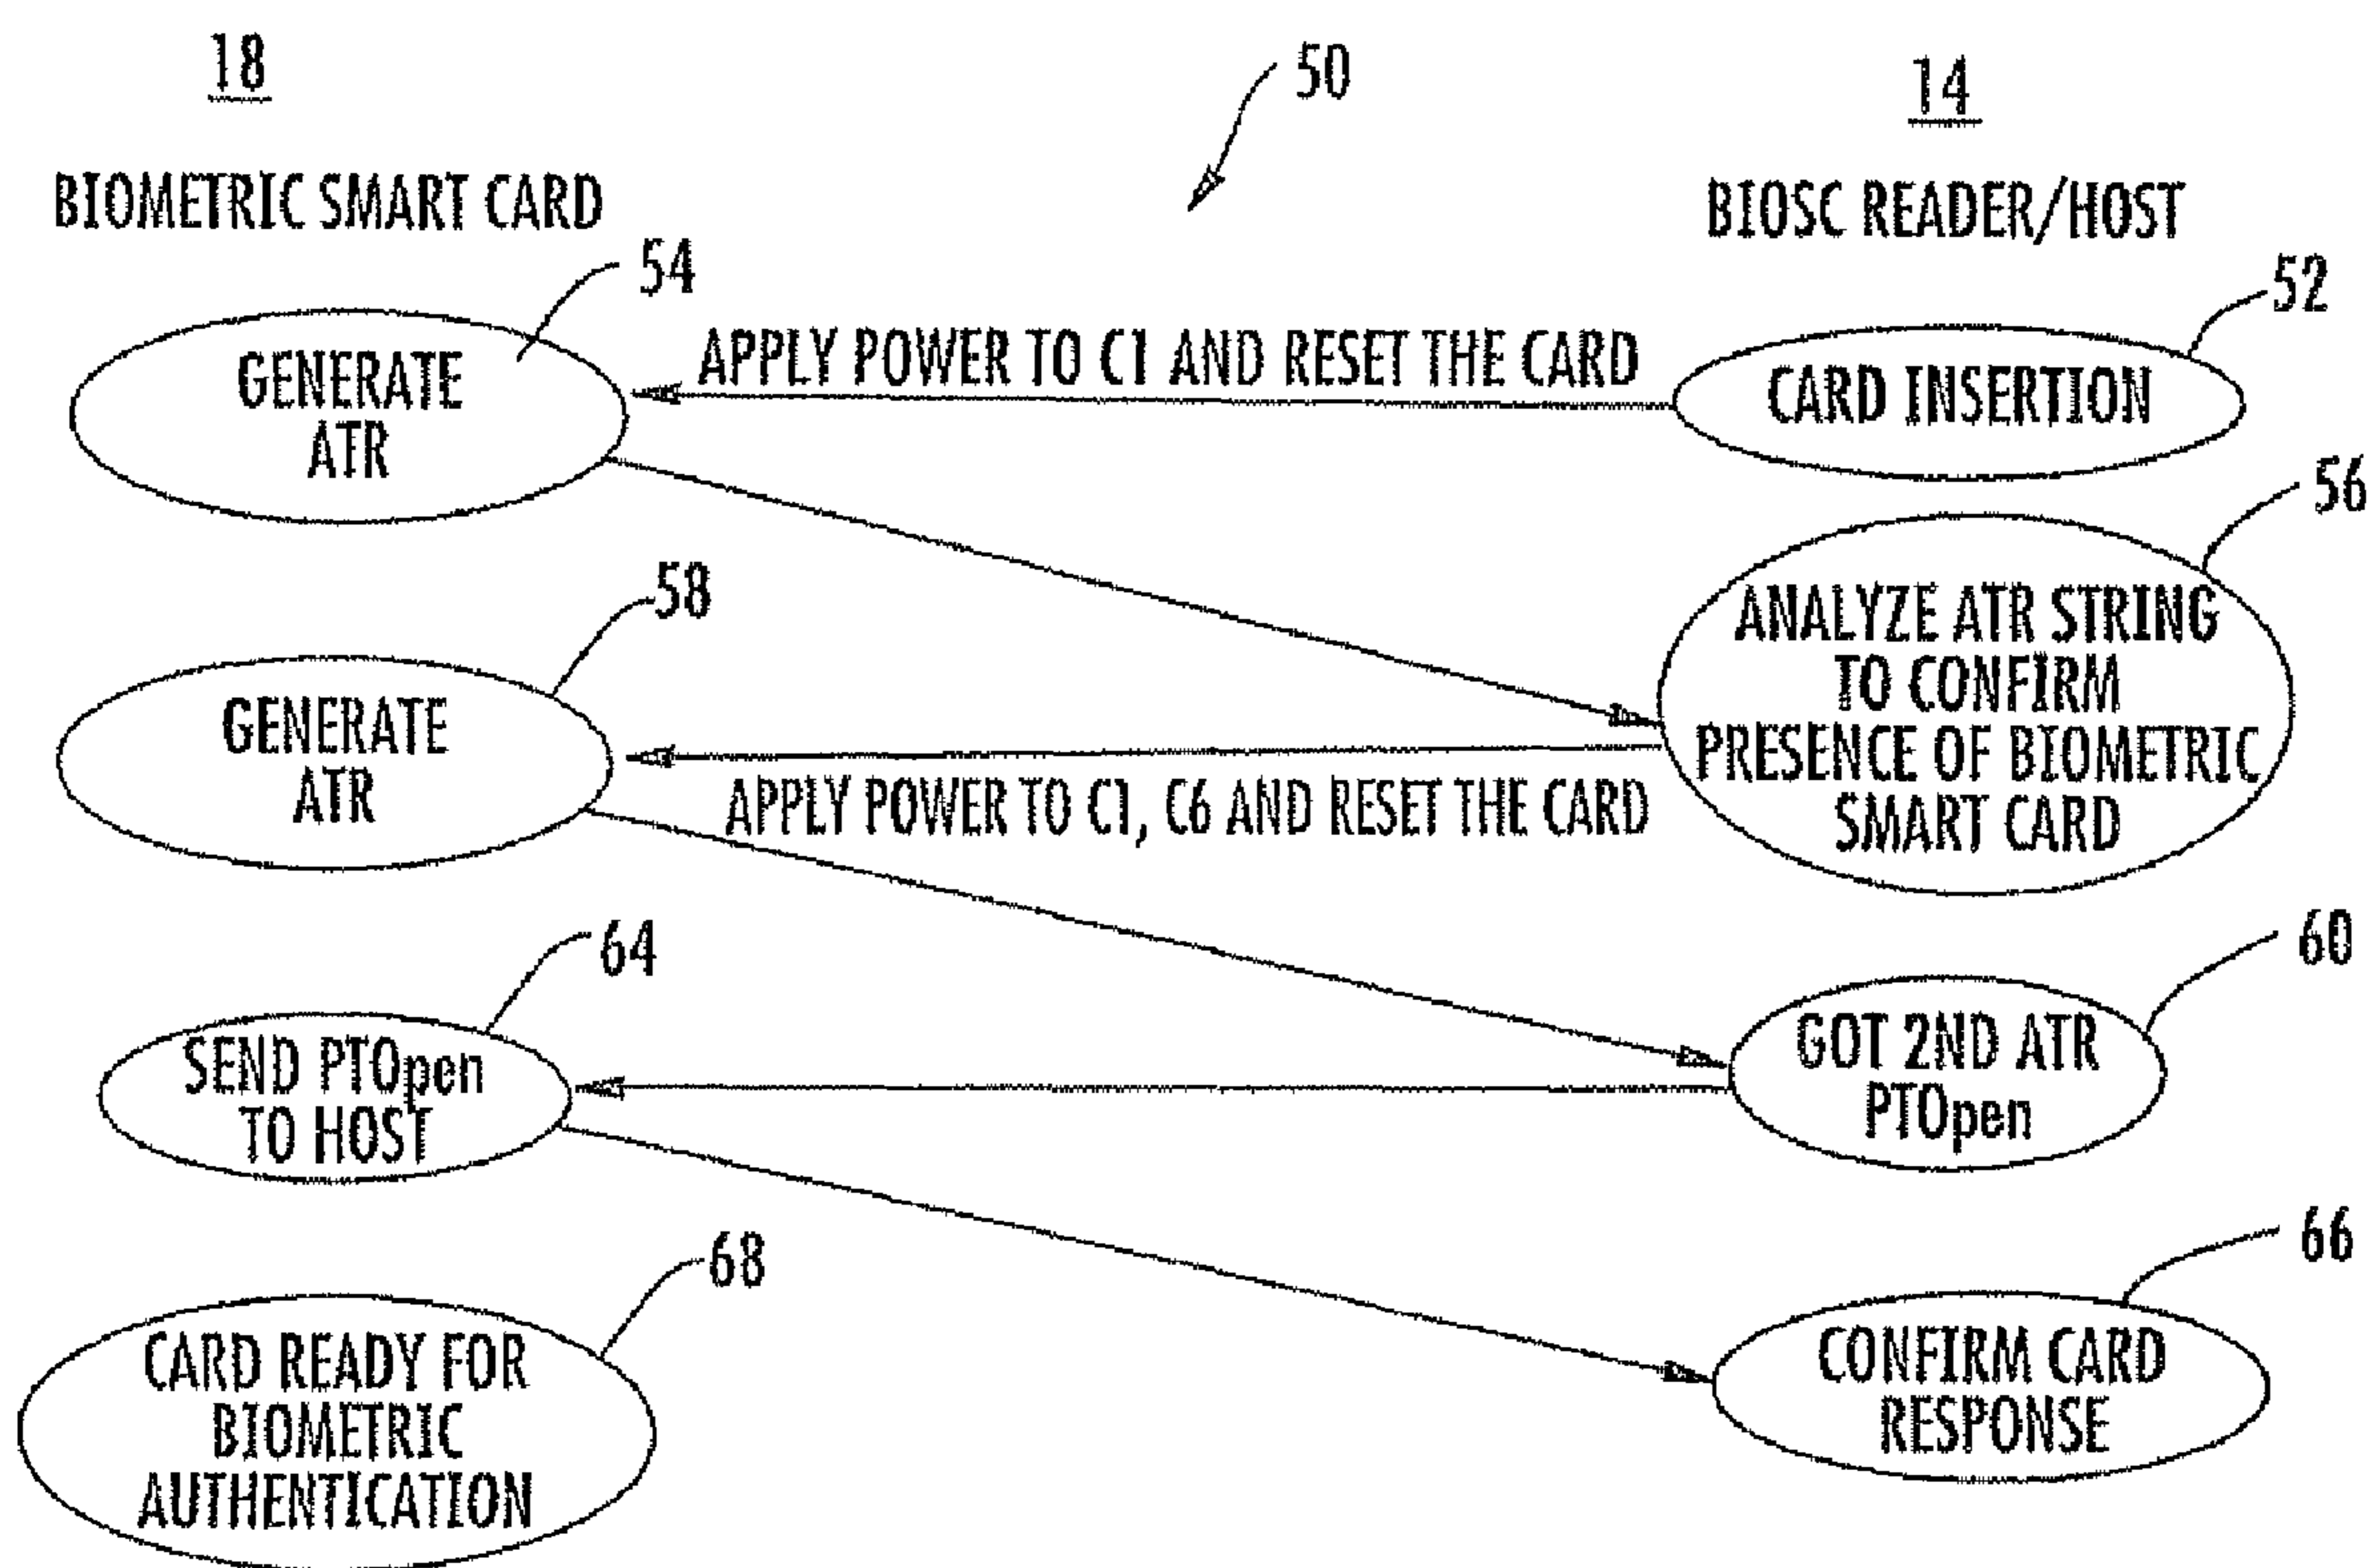 18
50
14
BIOMETRIC SMART CARD
BIOSC READER/HOST
54
52
GENERATE
ATR
APPLY POWER TO C1 AND RESET THE CARD
CARD INSERTION
56
58
ANALYZE ATR STRING
TO CONFIRM
PRESENCE OF BIOMETRIC
SMART CARD
GENERATE
ATR
APPLY POWER TO C1, C6 AND RESET THE CARD
64
60
SEND PTOpen
TO HOST
GOT 2ND ATR
PTOpen
68
66
CARD READY FOR
BIOMETRIC
AUTHENTICATION
CONFIRM CARD
RESPONSE